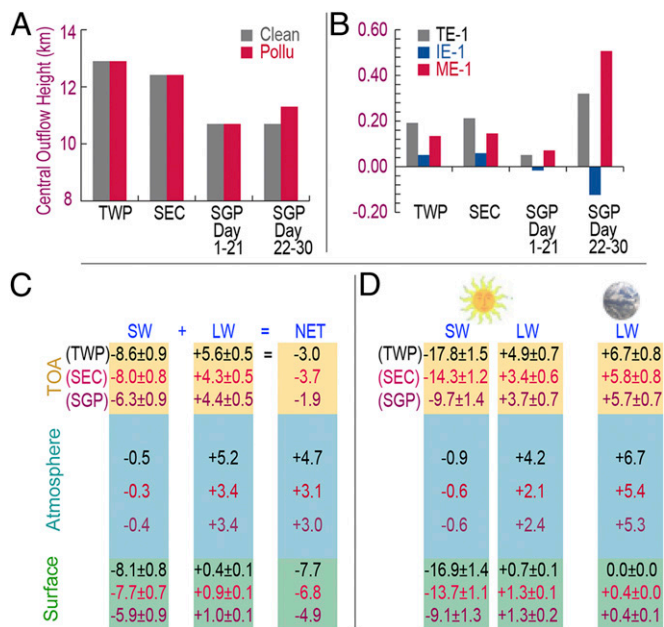 A
Central Outflow Height (km)
14
12
10
8
Clean
Pollu
TWP
SEC
SGP
Day
1-21
SGP
Day
22-30
B
0.60
0.40
0.20
0.00
-0.20
TE-1
IE-1
ME-1
TWP
SEC
SGP
Day
1-21
SGP
Day
22-30
C
SW + LW = NET
TOA
(TWP) -8.6±0.9 +5.6±0.5 = -3.0
(SEC) -8.0±0.8 +4.3±0.5 -3.7
(SGP) -6.3±0.9 +4.4±0.5 -1.9
Atmosphere
-0.5 +5.2 +4.7
-0.3 +3.4 +3.1
-0.4 +3.4 +3.0
Surface
-8.1±0.8 +0.4±0.1 -7.7
-7.7±0.7 +0.9±0.1 -6.8
-5.9±0.9 +1.0±0.1 -4.9
D
SW LW LW
(TWP) -17.8±1.5 +4.9±0.7 +6.7±0.8
(SEC) -14.3±1.2 +3.4±0.6 +5.8±0.8
(SGP) -9.7±1.4 +3.7±0.7 +5.7±0.7
-0.9 +4.2 +6.7
-0.6 +2.1 +5.4
-0.6 +2.4 +5.3
-16.9±1.4 +0.7±0.1 0.0±0.0
-13.7±1.1 +1.3±0.1 +0.4±0.0
-9.1±1.3 +1.3±0.2 +0.4±0.1